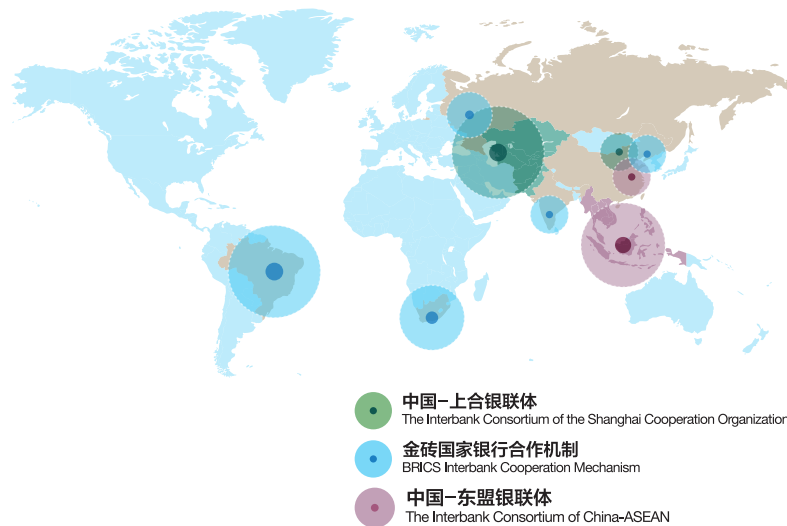 中国-上合银联体
The Interbank Consortium of the Shanghai Cooperation Organization
金砖国家银行合作机制
BRICS Interbank Cooperation Mechanism
中国-东盟银联体
The Interbank Consortium of China-ASEAN